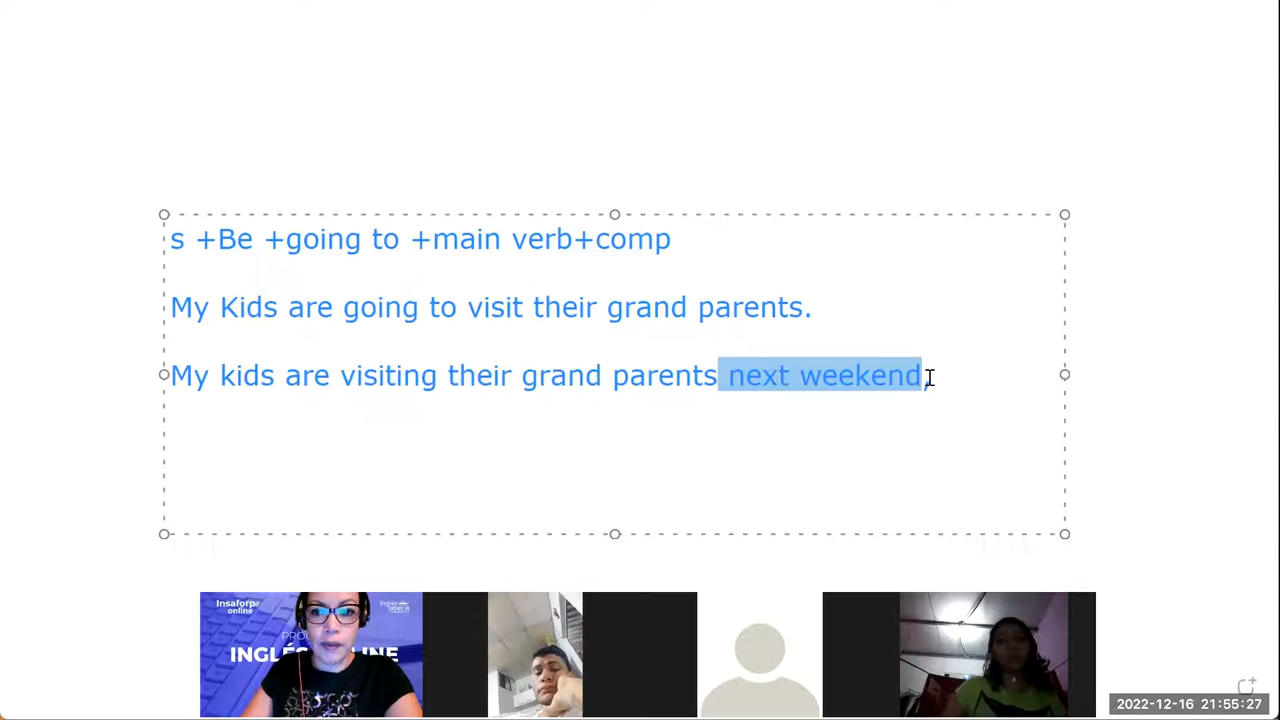 s +Be +going to +main verb+comp
My Kids are going to visit their grand parents.
My kids are visiting their grand parents next weekend,
Insaforp
online
INGLÉS ONLINE
2022-12-16 21:55:27